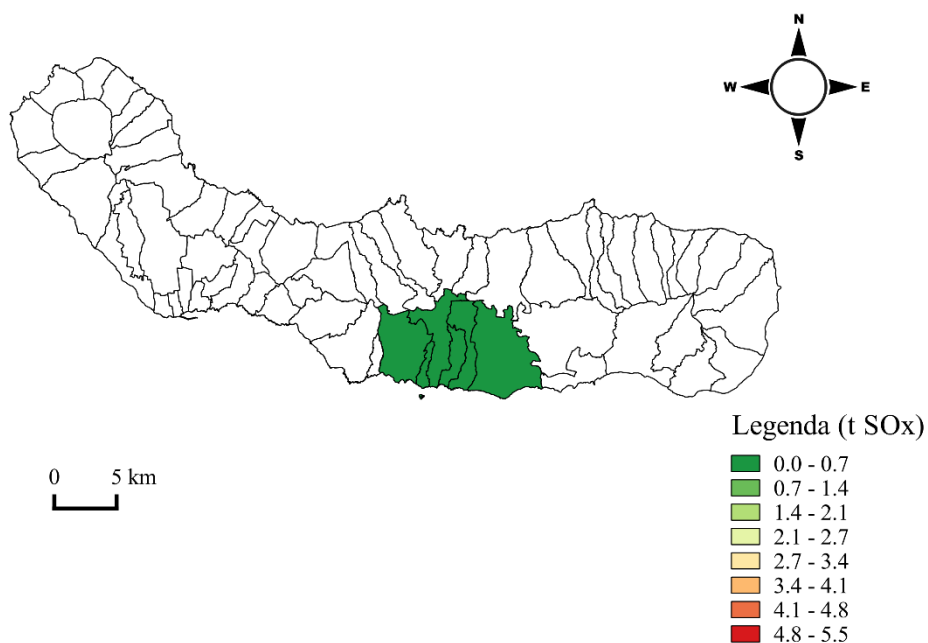 N
W E
S
Legenda (t SOx)
0.0 - 0.7
0.7 - 1.4
1.4 - 2.1
2.1 - 2.7
2.7 - 3.4
3.4 - 4.1
4.1 - 4.8
4.8 - 5.5
0 5 km